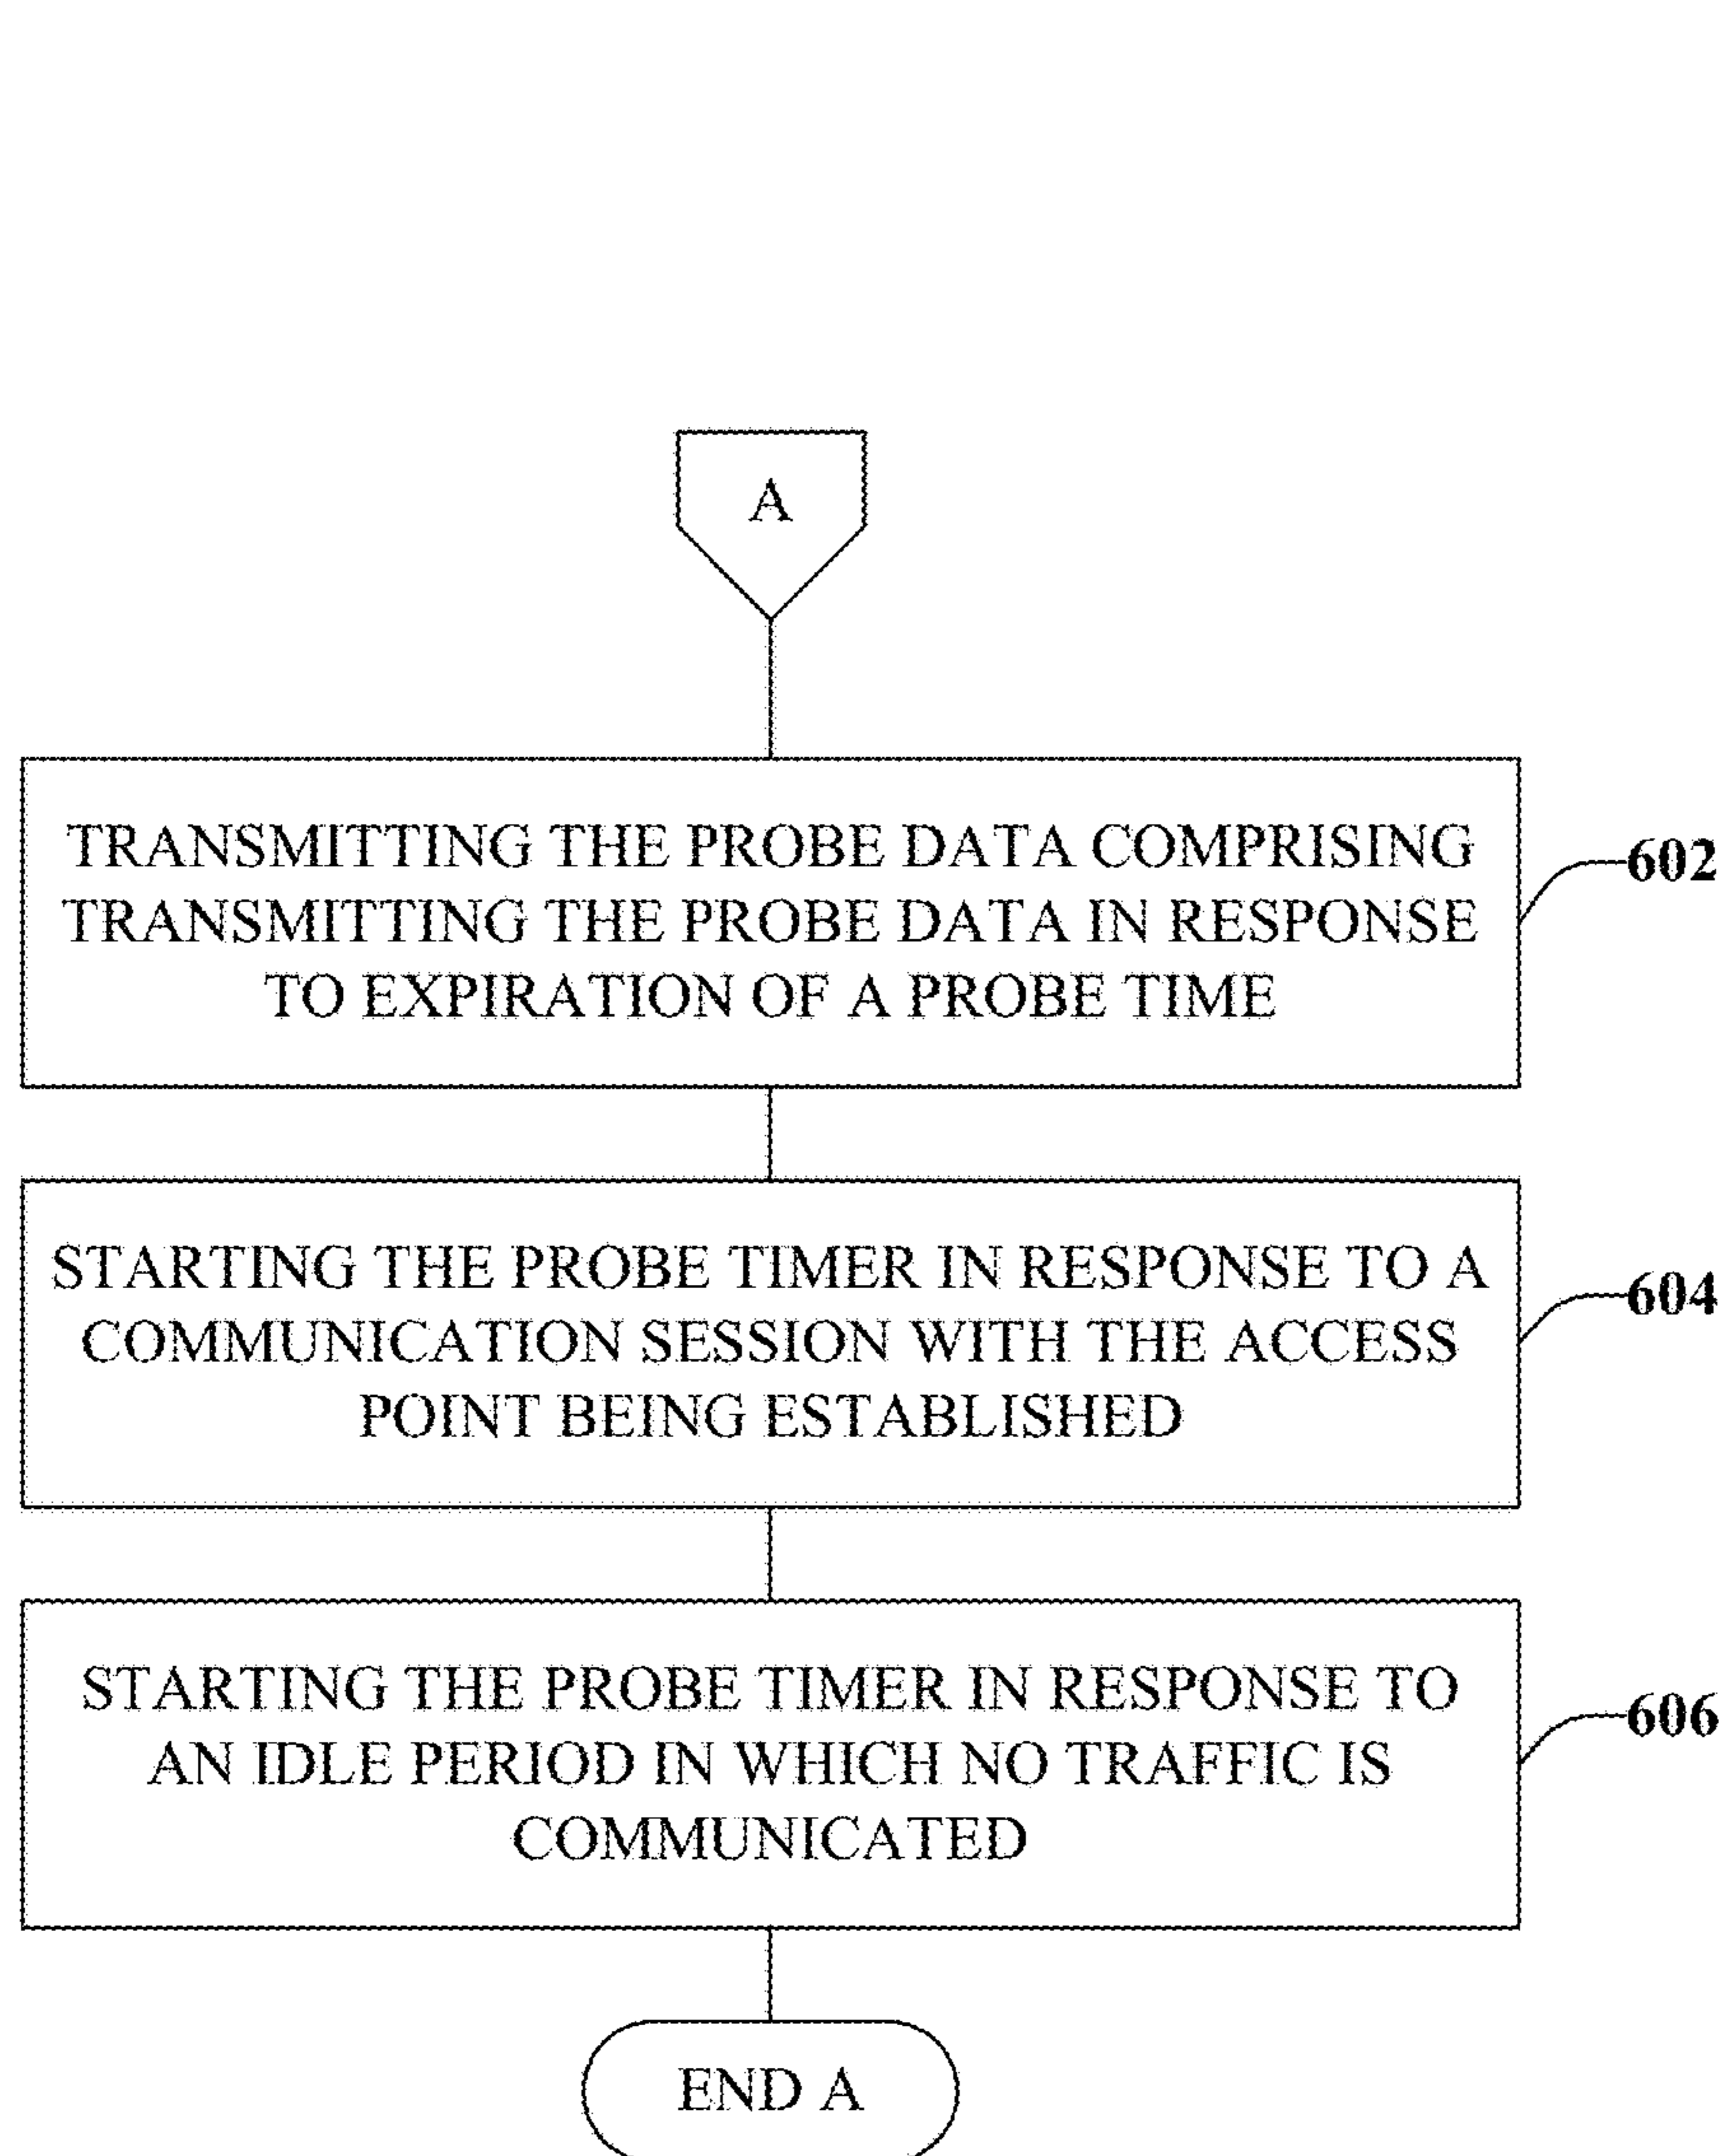 A
TRANSMITTING THE PROBE DATA COMPRISING
TRANSMITTING THE PROBE DATA IN RESPONSE
TO EXPIRATION OF A PROBE TIME
602
STARTING THE PROBE TIMER IN RESPONSE TO A
COMMUNICATION SESSION WITH THE ACCESS
POINT BEING ESTABLISHED
604
STARTING THE PROBE TIMER IN RESPONSE TO
AN IDLE PERIOD IN WHICH NO TRAFFIC IS
COMMUNICATED
606
END A